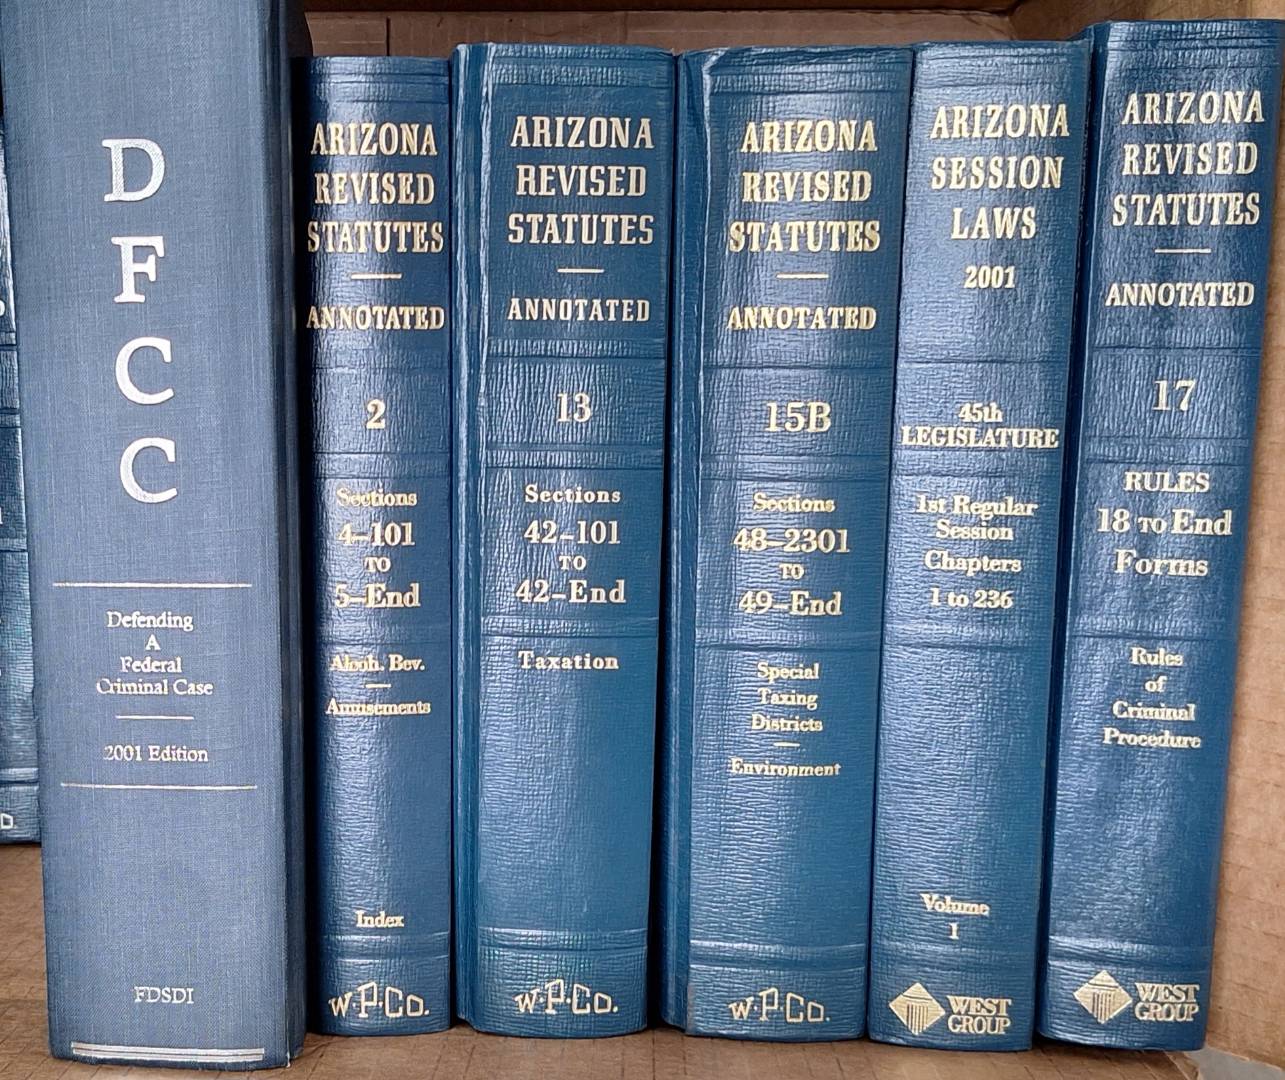 D
F
C
C
Defending
A
Federal
Criminal Case
2001 Edition
FDSDI
ARIZONA
REVISED
STATUTES
ANNOTATED
2
Sections
4-101
TO
5-End
Alcoh. Bev.
Amusements
Index
W.P.CO.
ARIZONA
REVISED
STATUTES
ANNOTATED
13
Sections
42-101
TO
42-End
Taxation
W.P.CO.
ARIZONA
REVISED
STATUTES
ANNOTATED
15B
Sections
48-2301
TO
49-End
Special
Taxing
Districts
Environment
W.P.CO.
ARIZONA
SESSION
LAWS
2001
45th
LEGISLATURE
1st Regular
Session
Chapters
1 to 236
Volume
1
WEST
GROUP
ARIZONA
REVISED
STATUTES
ANNOTATED
17
RULES
18 TO End
Forms
Rules
of
Criminal
Procedure
WEST
GROUP